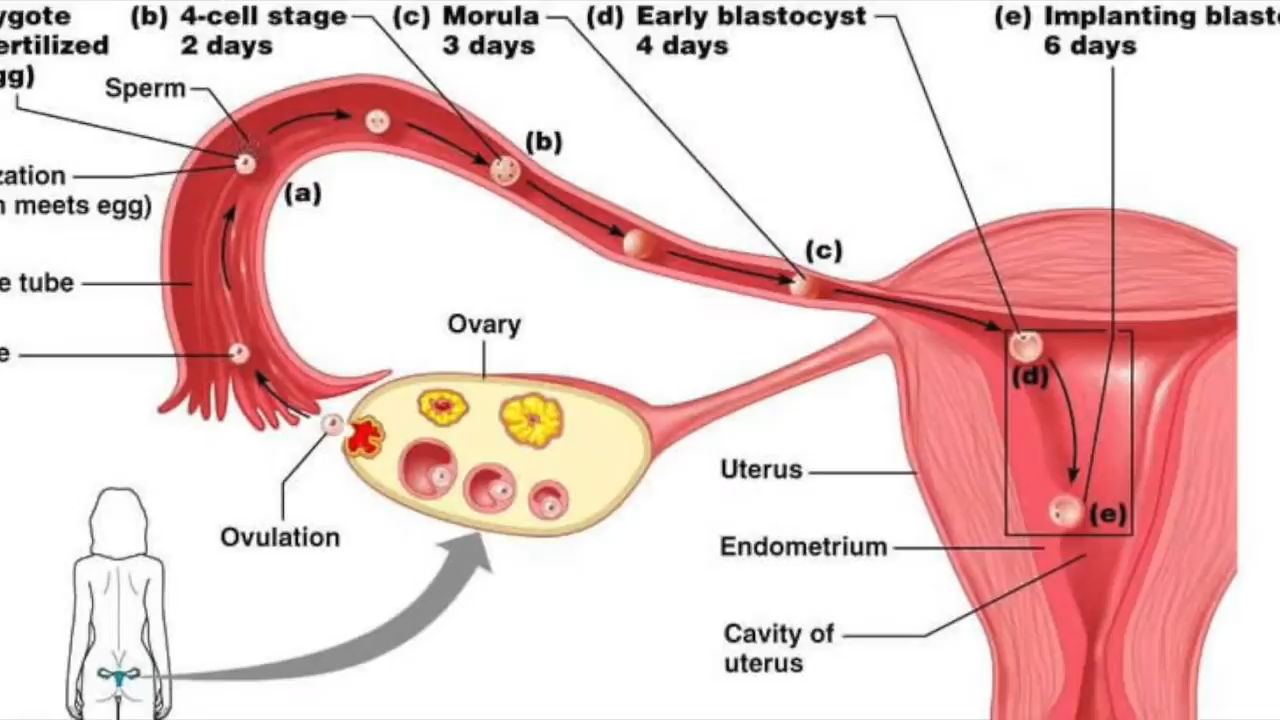 ygote
ertilized
gg)
(b) 4-cell stage
2 days
(c) Morula
3 days
(d) Early blastocyst
4 days
(e) Implanting blasto
6 days
Sperm
zation
n meets egg)
(a)
(b)
(c)
e tube
e
Ovary
Ovulation
(d)
(e)
Uterus
Endometrium
Cavity of
uterus